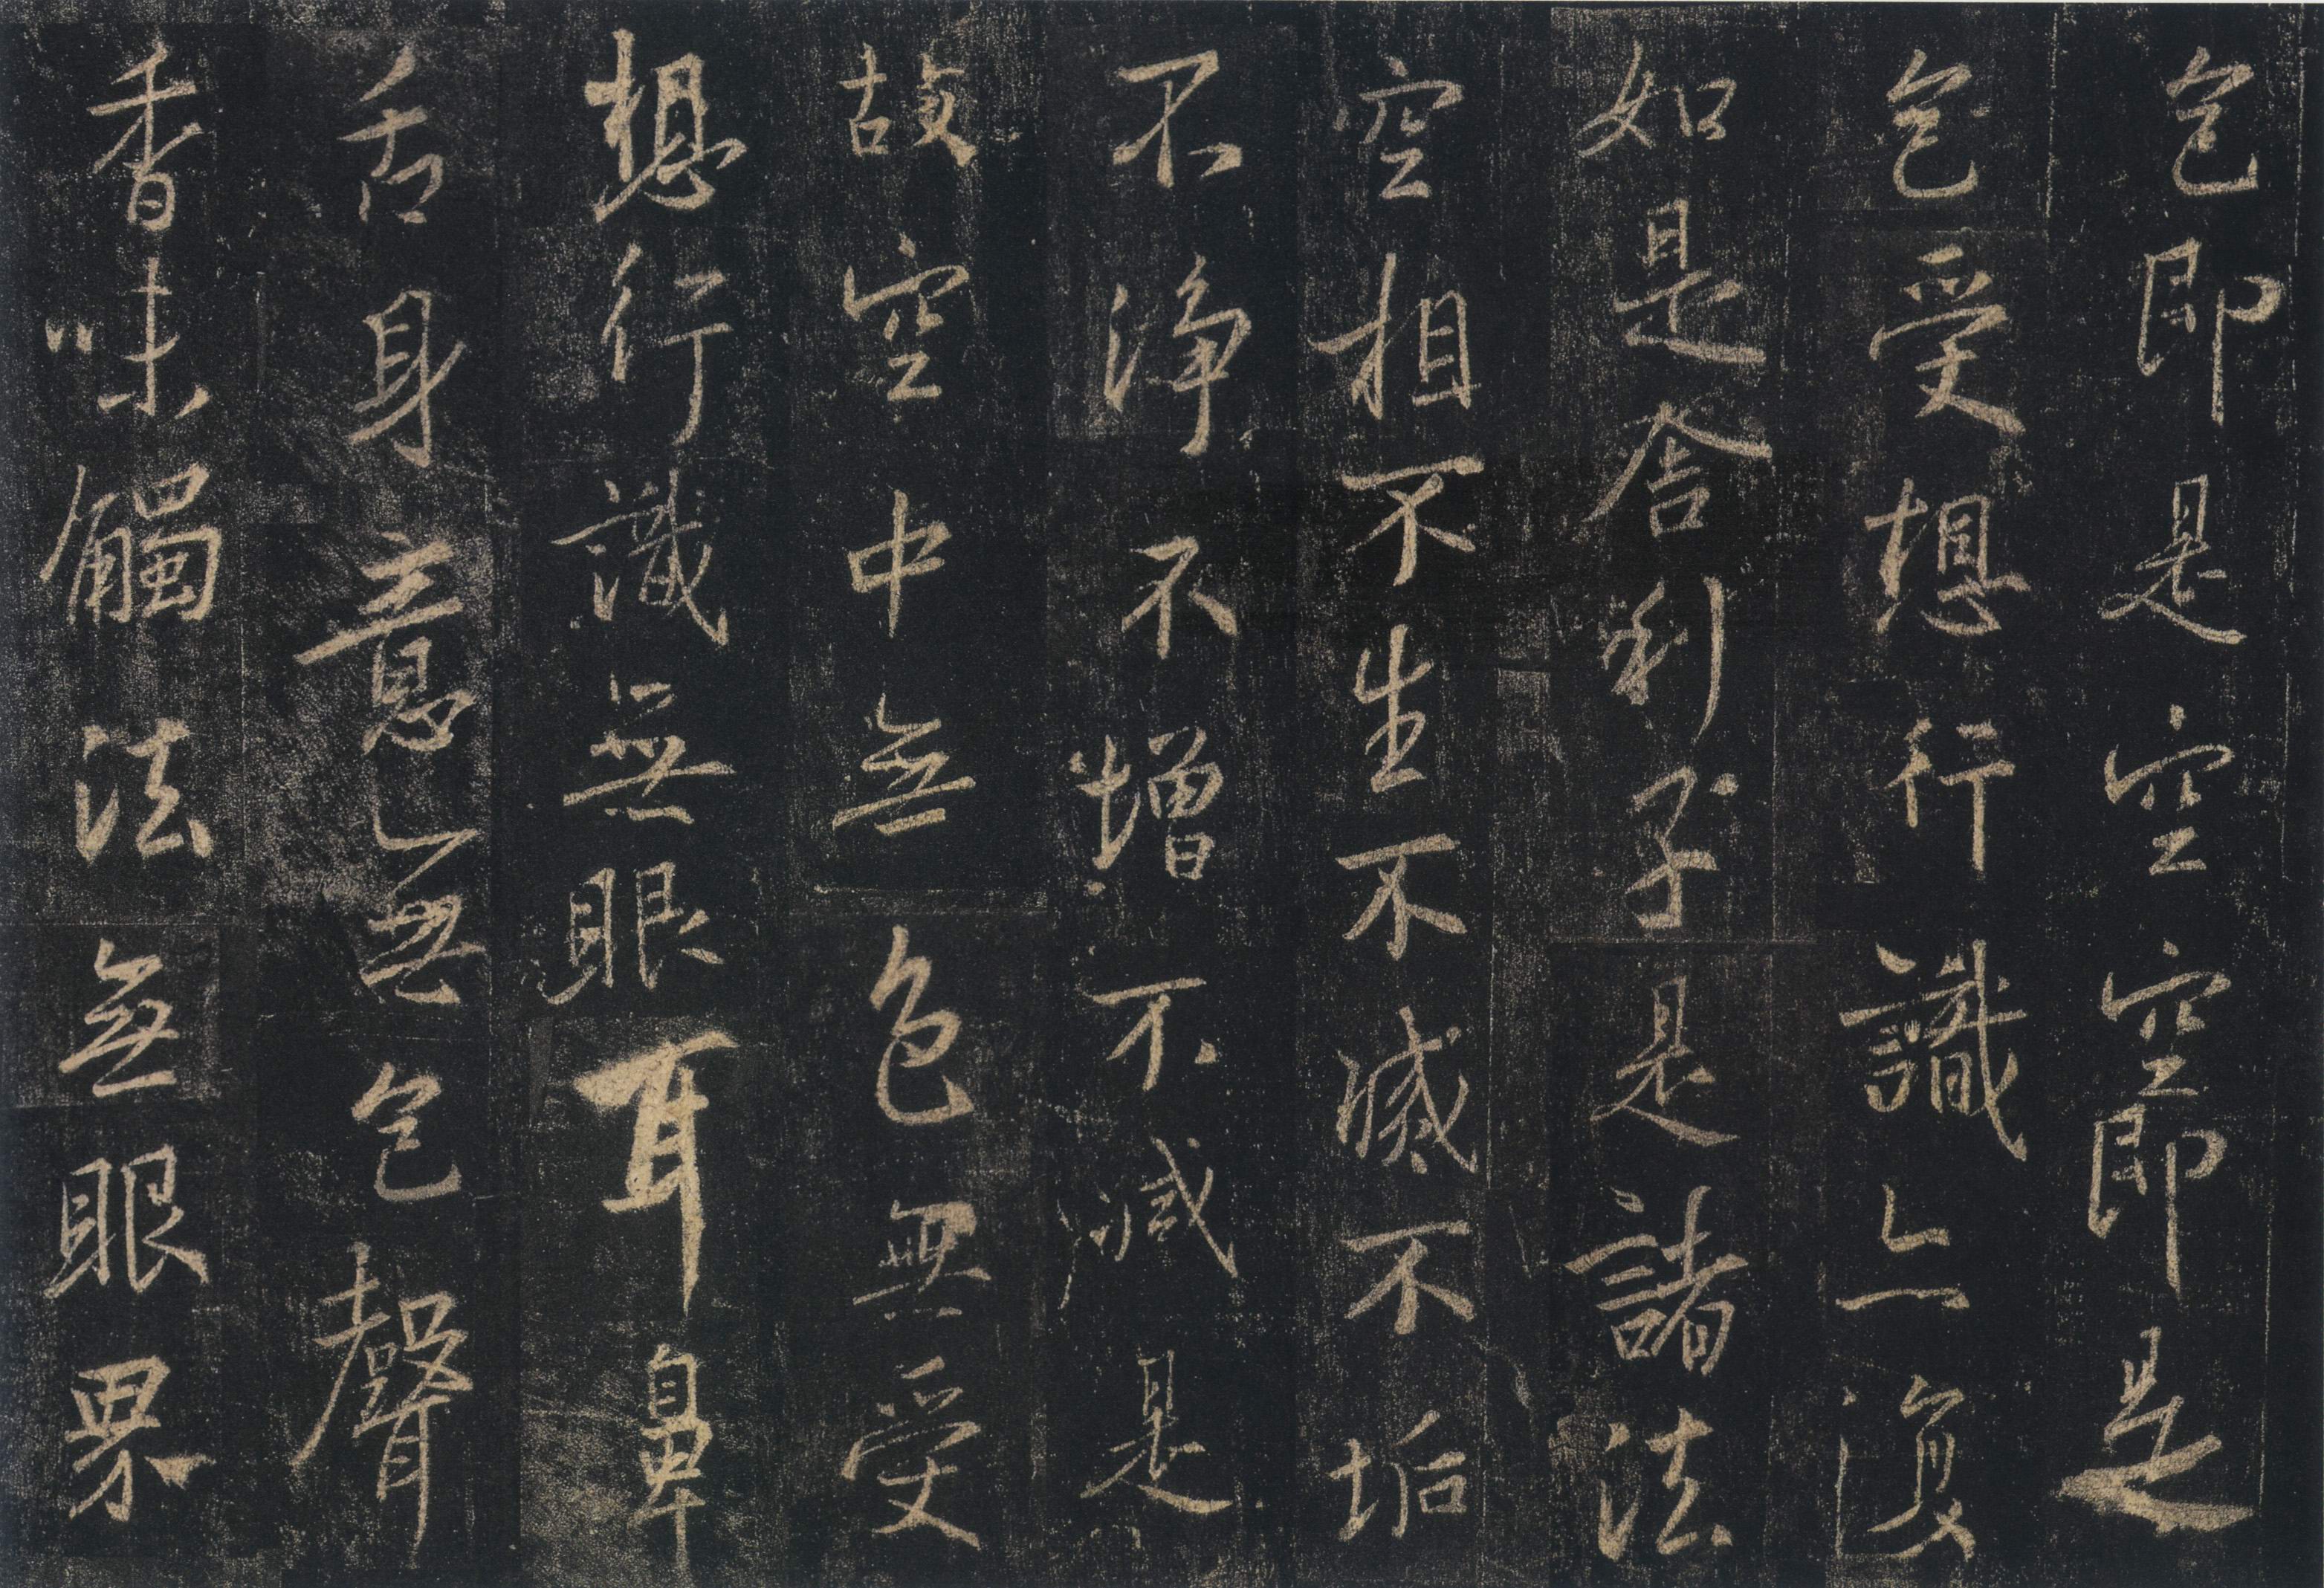 色即是空空即是
色受想行識亦復
如是舍利子是諸法
空相不生不滅不垢
不淨不增不減是
故空中無色無受
想行識無眼耳鼻
舌身意無色聲
香味觸法無眼界